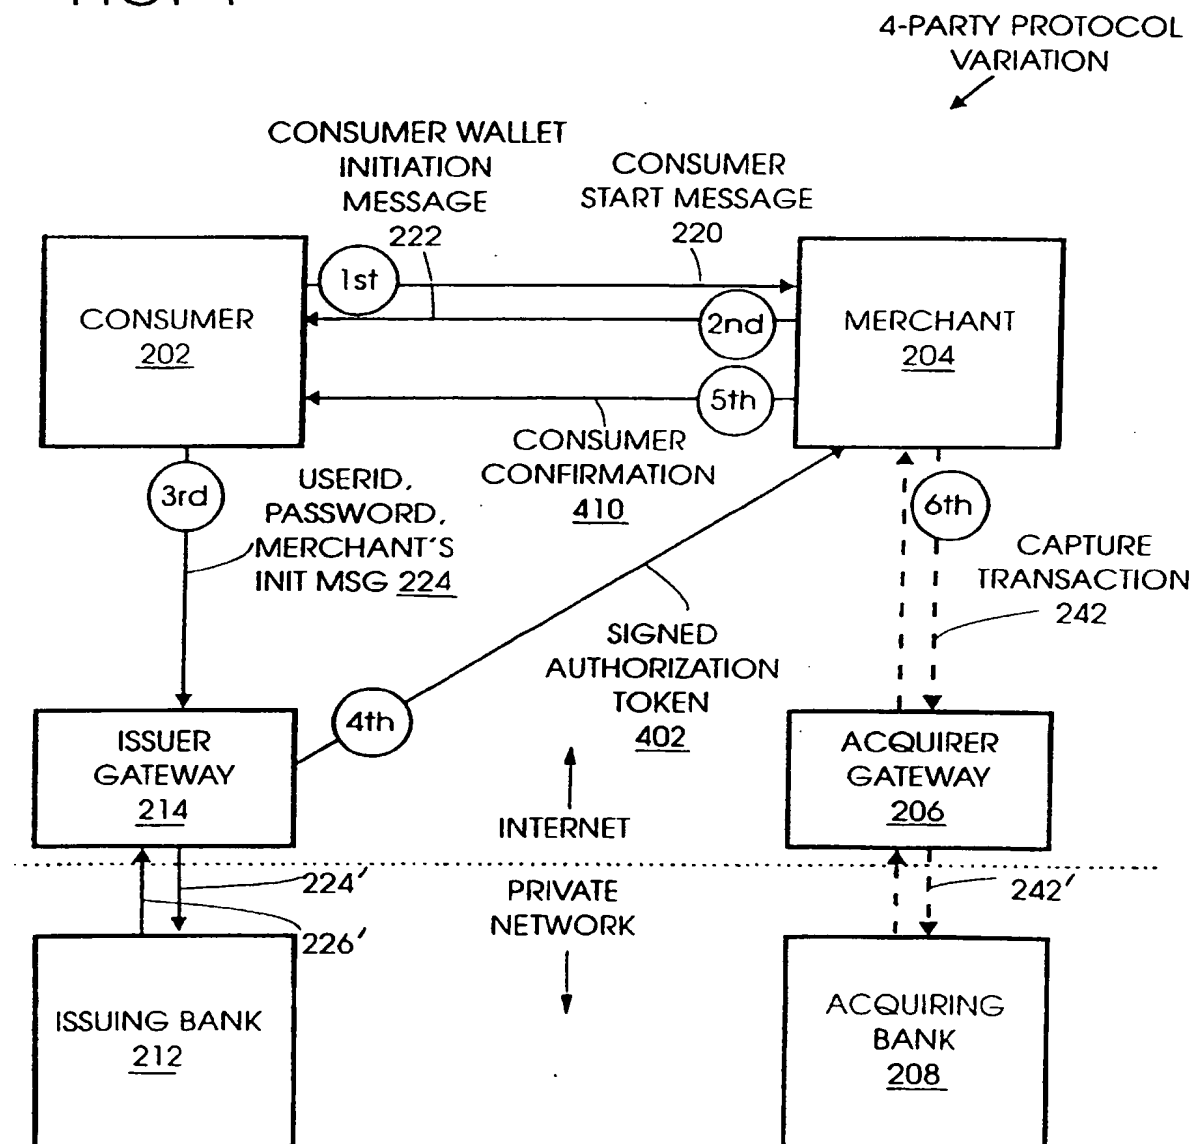 4-PARTY PROTOCOL
VARIATION
CONSUMER WALLET
INITIATION
MESSAGE
222
CONSUMER
START MESSAGE
220
1st
CONSUMER
202
2nd
MERCHANT
204
5th
CONSUMER
CONFIRMATION
410
3rd
USERID,
PASSWORD,
MERCHANT'S
INIT MSG 224
6th
CAPTURE
TRANSACTION
242
SIGNED
AUTHORIZATION
TOKEN
402
4th
ISSUER
GATEWAY
214
ACQUIRER
GATEWAY
206
INTERNET
PRIVATE
NETWORK
224'
226'
242'
ISSUING BANK
212
ACQUIRING
BANK
208